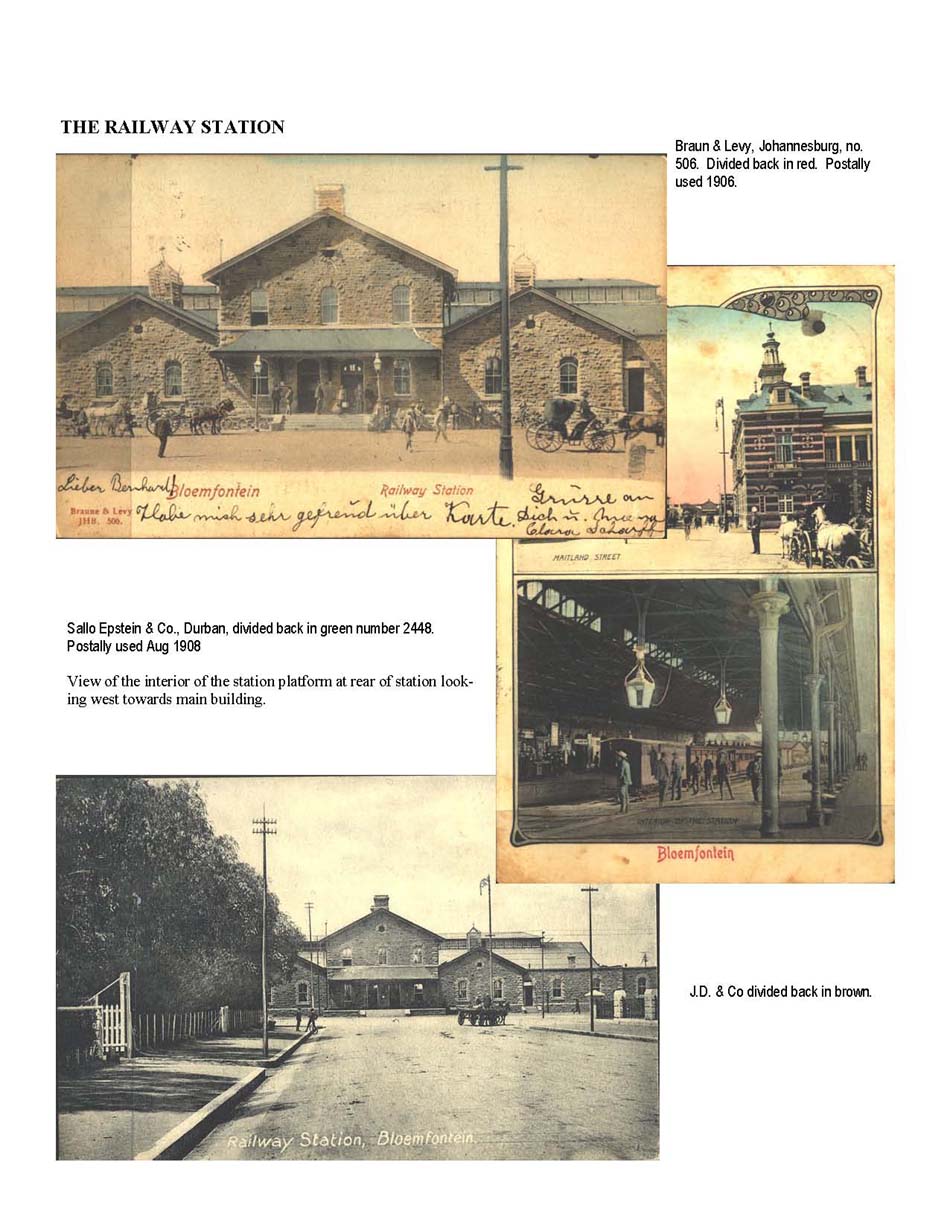 THE RAILWAY STATION
Braun & Levy, Johannesburg, no.
506. Divided back in red. Postally
used 1906.
Lieber Bernhard!
Bloemfontein
Railway Station
Braune & Levy
JHB. 506.
Habe mich sehr gefreud über Karte.
Grüsse an
Dich u.
Clara
MAITLAND STREET
Sallo Epstein & Co., Durban, divided back in green number 2448.
Postally used Aug 1908
View of the interior of the station platform at rear of station look-
ing west towards main building.
INTERIOR OF THE STATION
Bloemfontein
J.D. & Co divided back in brown.
Railway Station, Bloemfontein.